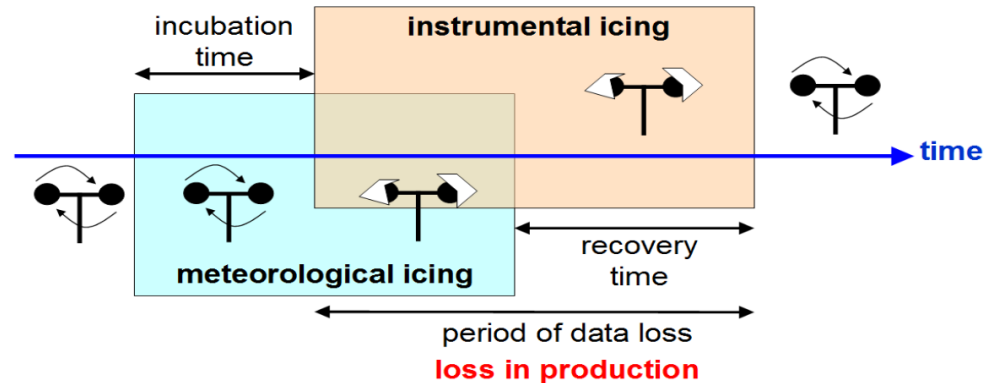 incubation
time
instrumental icing
time
meteorological icing
recovery
time
period of data loss
loss in production